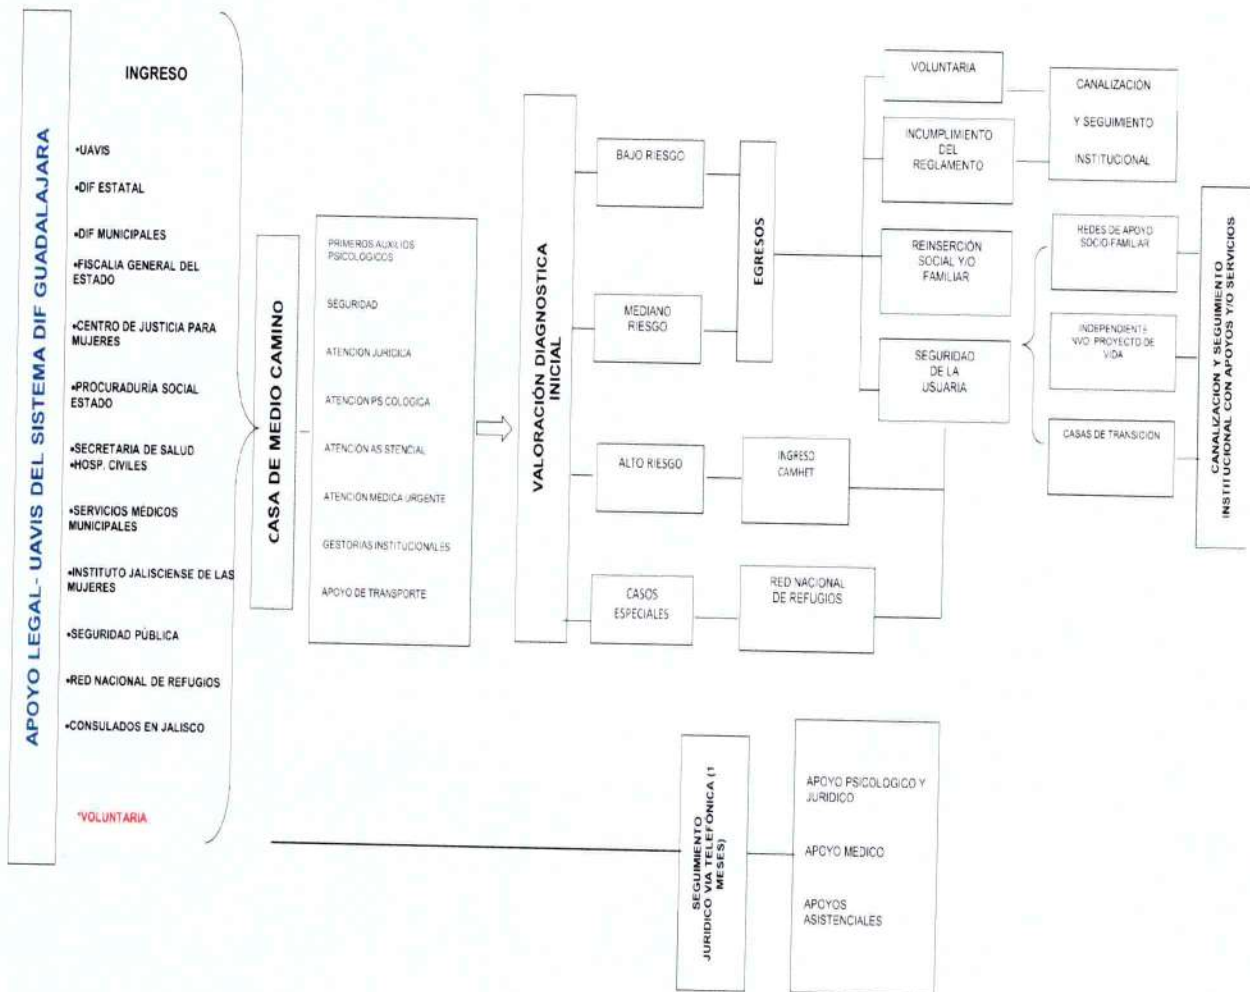 APOYO LEGAL- UAVIS DEL SISTEMA DIF GUADALAJARA
INGRESO
•UAVIS
•DIF ESTATAL
•DIF MUNICIPALES
•FISCALIA GENERAL DEL
ESTADO
•CENTRO DE JUSTICIA PARA
MUJERES
•PROCURADURÍA SOCIAL
ESTADO
•SECRETARIA DE SALUD
•HOSP. CIVILES
•SERVICIOS MÉDICOS
MUNICIPALES
•INSTITUTO JALISCIENSE DE LAS
MUJERES
•SEGURIDAD PÚBLICA
•RED NACIONAL DE REFUGIOS
•CONSULADOS EN JALISCO
*VOLUNTARIA
CASA DE MEDIO CAMINO
PRIMEROS AUXILIOS
PSICOLOGICOS
SEGURIDAD
ATENCION JURIDICA
ATENCION PSICOLOGICA
ATENCION ASISTENCIAL
ATENCION MEDICA URGENTE
GESTORIAS INSTITUCIONALES
APOYO DE TRANSPORTE
VALORACIÓN DIAGNOSTICA
INICIAL
BAJO RIESGO
MEDIANO
RIESGO
ALTO RIESGO
CASOS
ESPECIALES
EGRESOS
INGRESO
CAMHET
RED NACIONAL
DE REFUGIOS
VOLUNTARIA
INCUMPLIMIENTO
DEL
REGLAMENTO
REINSERCIÓN
SOCIAL Y/O
FAMILIAR
SEGURIDAD
DE LA
USUARIA
CANALIZACIÓN
Y SEGUIMIENTO
INSTITUCIONAL
REDES DE APOYO
SOCIO-FAMILIAR
INDEPENDIENTE
NVO. PROYECTO DE
VIDA
CASAS DE TRANSICION
CANALIZACION Y SEGUIMIENTO
INSTITUCIONAL CON APOYOS Y/O SERVICIOS
SEGUIMIENTO
JURIDICO VIA TELEFÓNICA (1
MESES)
APOYO PSICOLOGICO Y
JURIDICO
APOYO MEDICO
APOYOS
ASISTENCIALES